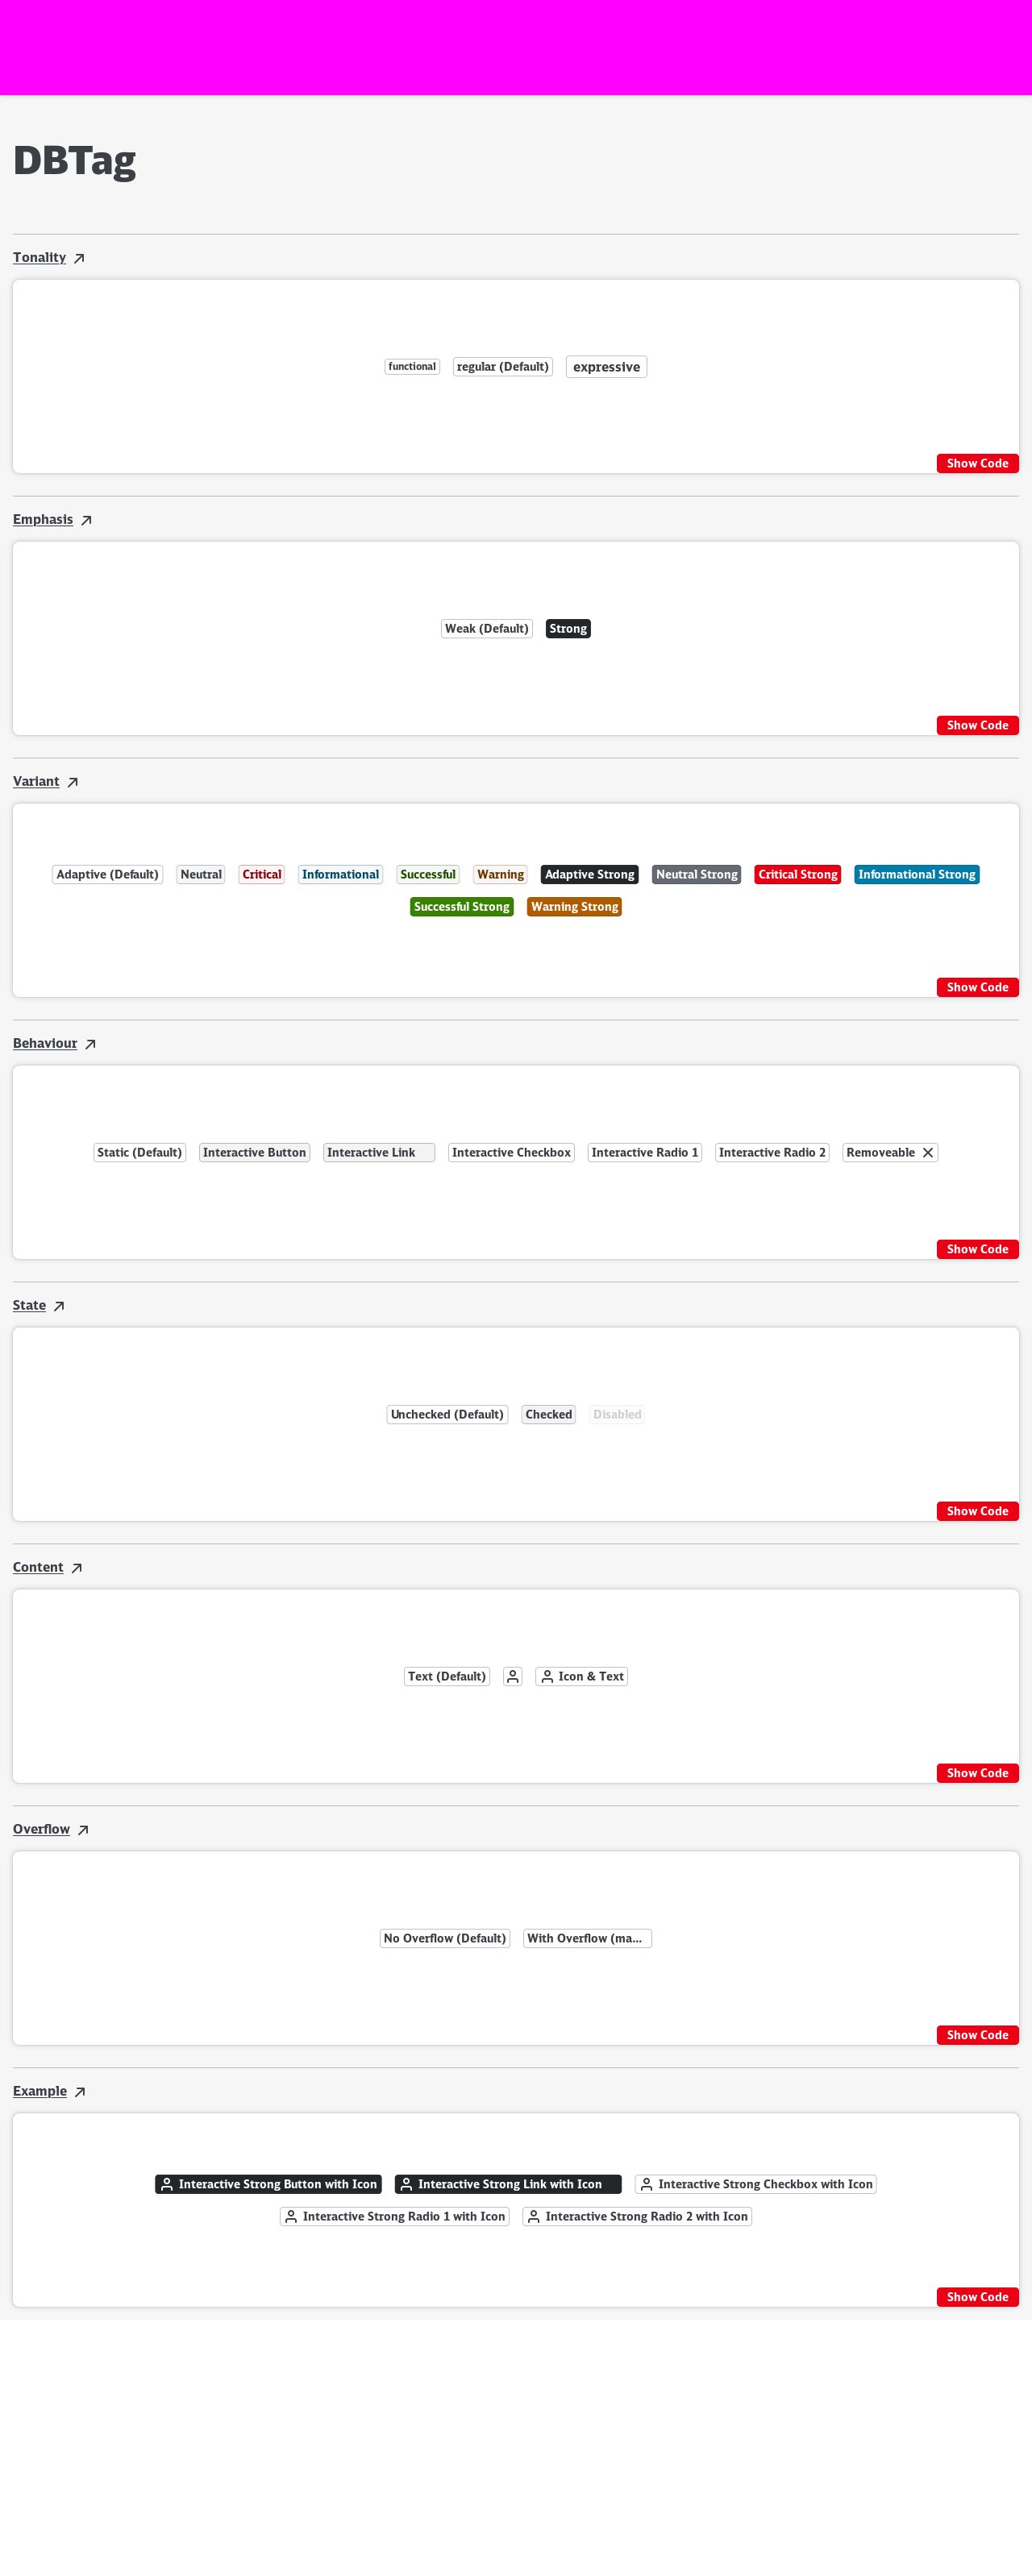 DBTag
Tonality
functional regular (Default) expressive
Show Code
Emphasis
Weak (Default) Strong
Show Code
Variant
Adaptive (Default) Neutral Critical Informational Successful Warning Adaptive Strong Neutral Strong Critical Strong Informational Strong
Successful Strong Warning Strong
Show Code
Behaviour
Static (Default) Interactive Button Interactive Link Interactive Checkbox Interactive Radio 1 Interactive Radio 2 Removeable
Show Code
State
Unchecked (Default) Checked Disabled
Show Code
Content
Text (Default) Icon & Text
Show Code
Overflow
No Overflow (Default) With Overflow (ma...
Show Code
Example
Interactive Strong Button with Icon Interactive Strong Link with Icon Interactive Strong Checkbox with Icon
Interactive Strong Radio 1 with Icon Interactive Strong Radio 2 with Icon
Show Code